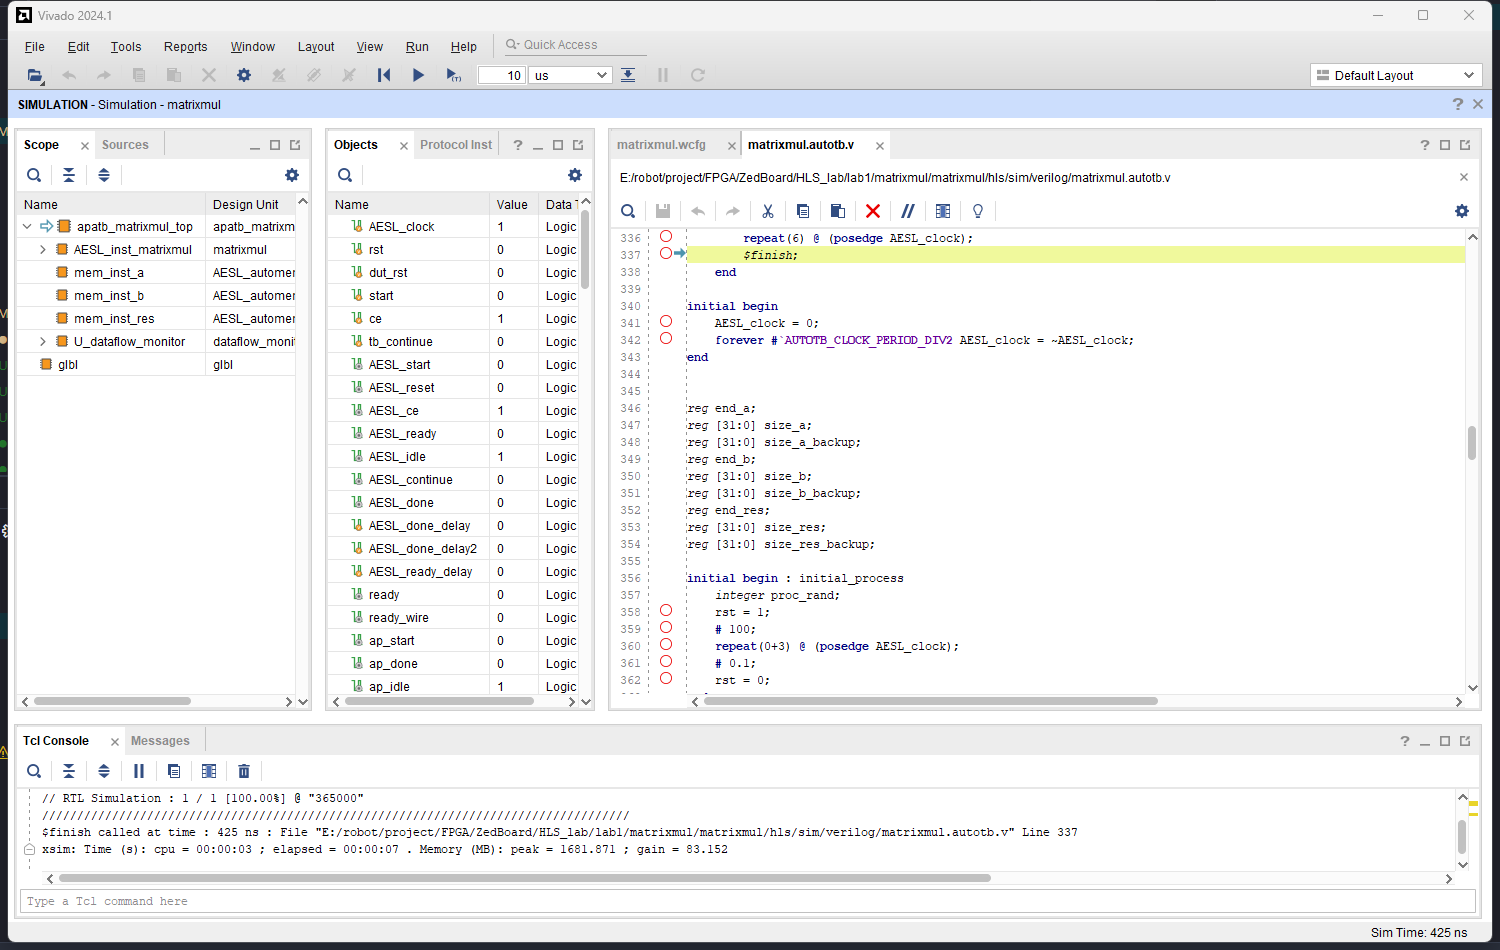 Vivado 2024.1
File Edit Tools Reports Window Layout View Run Help Quick Access
10 us Default Layout
SIMULATION - Simulation - matrixmul
Scope Sources
Name Design Unit
apatb_matrixmul_top apatb_matrixm
AESL_inst_matrixmul matrixmul
mem_inst_a AESL_automer
mem_inst_b AESL_automer
mem_inst_res AESL_automer
U_dataflow_monitor dataflow_monit
glbl glbl
Objects Protocol Inst
Name Value Data T
AESL_clock 1 Logic
rst 0 Logic
dut_rst 0 Logic
start 0 Logic
ce 1 Logic
tb_continue 0 Logic
AESL_start 0 Logic
AESL_reset 0 Logic
AESL_ce 1 Logic
AESL_ready 0 Logic
AESL_idle 1 Logic
AESL_continue 0 Logic
AESL_done 0 Logic
AESL_done_delay 0 Logic
AESL_done_delay2 0 Logic
AESL_ready_delay 0 Logic
ready 0 Logic
ready_wire 0 Logic
ap_start 0 Logic
ap_done 0 Logic
ap_idle 1 Logic
matrixmul.wcfg matrixmul.autotb.v
E:/robot/project/FPGA/ZedBoard/HLS_lab/lab1/matrixmul/matrixmul/hls/sim/verilog/matrixmul.autotb.v
336 repeat(6) @ (posedge AESL_clock);
337 $finish;
338 end
339
340 initial begin
341 AESL_clock = 0;
342 forever #`AUTOTB_CLOCK_PERIOD_DIV2 AESL_clock = ~AESL_clock;
343 end
344
345
346 reg end_a;
347 reg [31:0] size_a;
348 reg [31:0] size_a_backup;
349 reg end_b;
350 reg [31:0] size_b;
351 reg [31:0] size_b_backup;
352 reg end_res;
353 reg [31:0] size_res;
354 reg [31:0] size_res_backup;
355
356 initial begin : initial_process
357 integer proc_rand;
358 rst = 1;
359 # 100;
360 repeat(0+3) @ (posedge AESL_clock);
361 # 0.1;
362 rst = 0;
Tcl Console Messages
// RTL Simulation : 1 / 1 [100.00%] @ "365000"
////////////////////////////////////////////////////////////////////////////////////
$finish called at time : 425 ns : File "E:/robot/project/FPGA/ZedBoard/HLS_lab/lab1/matrixmul/matrixmul/hls/sim/verilog/matrixmul.autotb.v" Line 337
xsim: Time (s): cpu = 00:00:03 ; elapsed = 00:00:07 . Memory (MB): peak = 1681.871 ; gain = 83.152
Type a Tcl command here
Sim Time: 425 ns